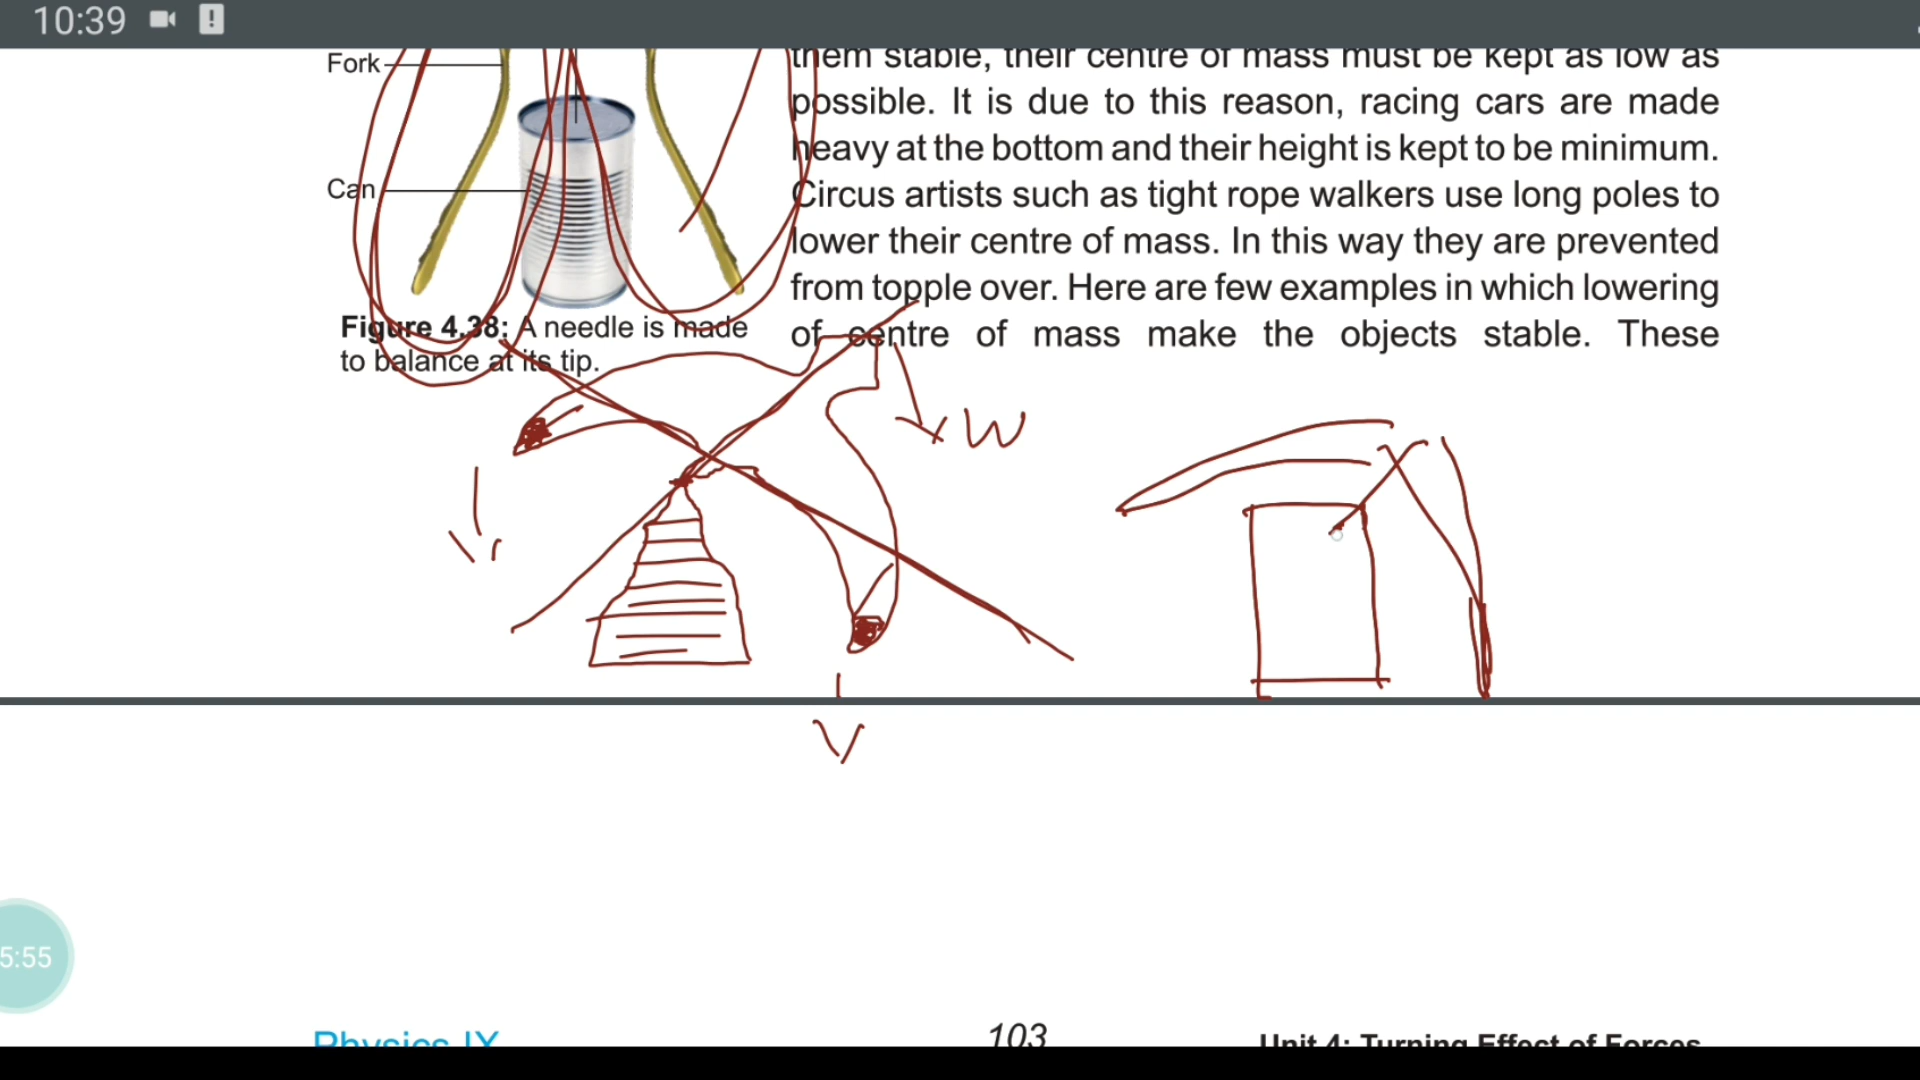 10:39
Fork
Can
Figure 4.38: A needle is made
to balance at its tip.
them stable, their centre of mass must be kept as low as
possible. It is due to this reason, racing cars are made
heavy at the bottom and their height is kept to be minimum.
Circus artists such as tight rope walkers use long poles to
lower their centre of mass. In this way they are prevented
from topple over. Here are few examples in which lowering
of centre of mass make the objects stable. These
W
5:55
Physics IX
103
Unit 4: Turning Effect of Forces